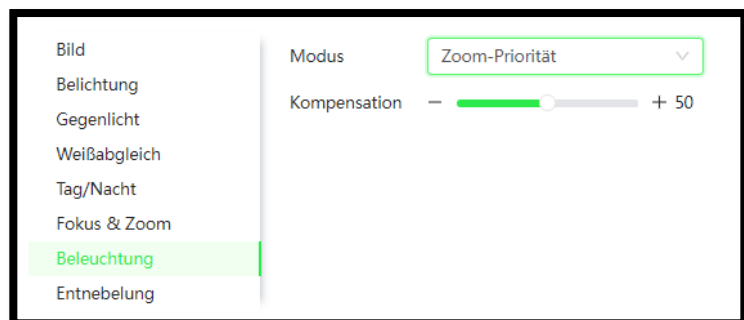 Bild
Belichtung
Gegenlicht
Weißabgleich
Tag/Nacht
Fokus & Zoom
Beleuchtung
Entnebelung
Modus Zoom-Priorität
Kompensation − + 50